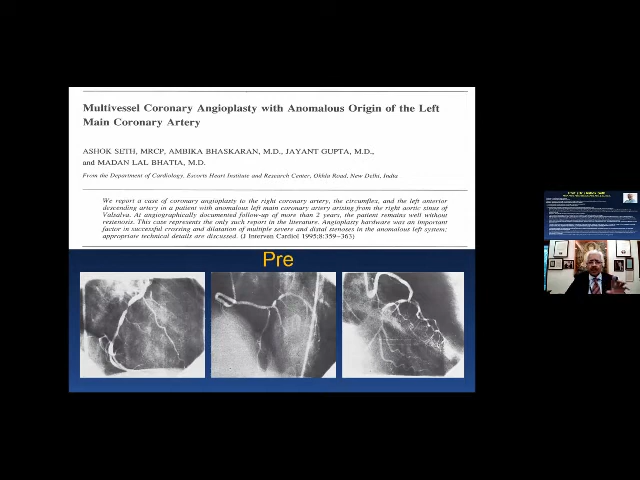 Multivessel Coronary Angioplasty with Anomalous Origin of the Left
Main Coronary Artery
ASHOK SETH, MRCP, AMBIKA BHASKARAN, M.D., JAYANT GUPTA, M.D.,
and MADAN LAL BHATIA, M.D.
From the Department of Cardiology, Escorts Heart Institute and Research Center, Okhla Road, New Delhi, India
We report a case of coronary angioplasty to the right coronary artery, the circumflex, and the left anterior
descending artery in a patient with anomalous left main coronary artery arising from the right aortic sinus of
Valsalva. At angiographically documented follow-up of more than 2 years, the patient remains well without
restenosis. This case represents the only such report in the literature. Angioplasty hardware was an important
factor in successful crossing and dilatation of multiple severe and distal stenoses in the anomalous left system;
appropriate technical details are discussed. (J Interven Cardiol 1995;8:359–363)
Pre